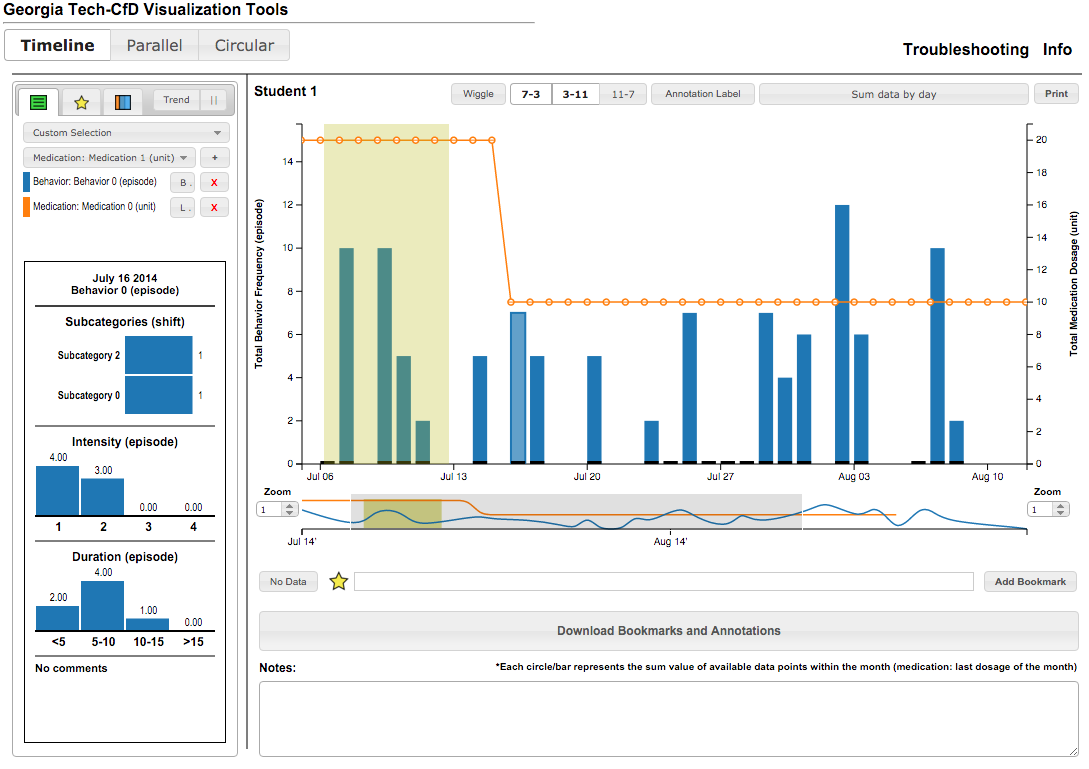 Georgia Tech-CfD Visualization Tools
Timeline Parallel Circular
Troubleshooting Info
Trend ||
Custom Selection
Medication: Medication 1 (unit) +
Behavior: Behavior 0 (episode) B . X
Medication: Medication 0 (unit) L . X
July 16 2014
Behavior 0 (episode)
Subcategories (shift)
Subcategory 2 1
Subcategory 0 1
Intensity (episode)
4.00 3.00 0.00 0.00
1 2 3 4
Duration (episode)
2.00 4.00 1.00 0.00
<5 5-10 10-15 >15
No comments
Student 1
Wiggle 7-3 3-11 11-7 Annotation Label Sum data by day Print
Total Behavior Frequency (episode)
14
12
10
8
6
4
2
0
20
18
16
14
12
10
8
6
4
2
0
Total Medication Dosage (unit)
Jul 06 Jul 13 Jul 20 Jul 27 Aug 03 Aug 10
Zoom Zoom
1 1
Jul 14' Aug 14'
No Data Add Bookmark
Download Bookmarks and Annotations
Notes: *Each circle/bar represents the sum value of available data points within the month (medication: last dosage of the month)